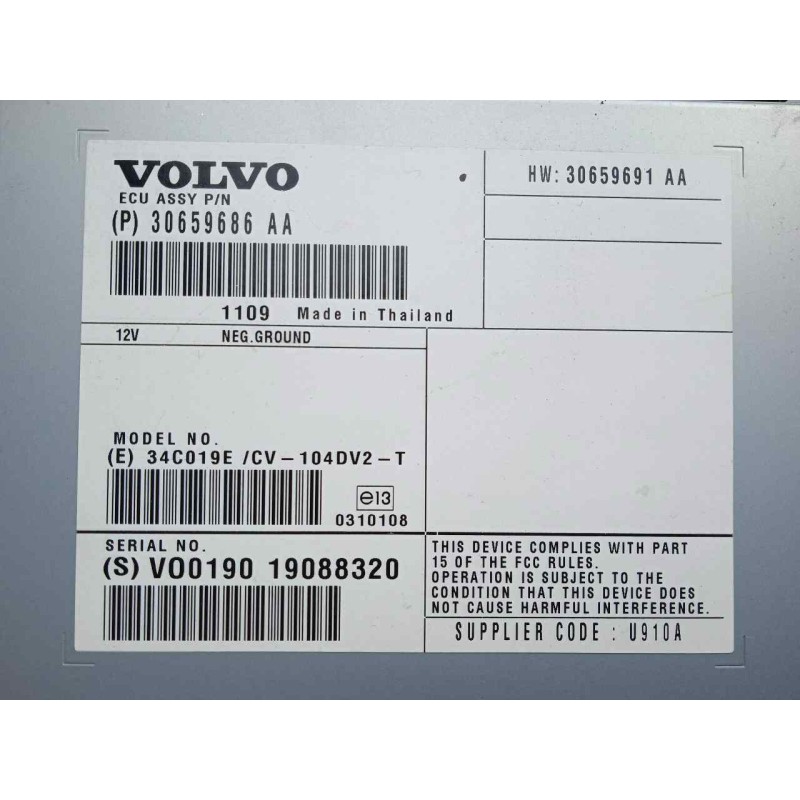 VOLVO
ECU ASSY P/N
(P) 30659686 AA
HW: 30659691 AA
1109 Made in Thailand
12V NEG.GROUND
MODEL NO.
(E) 34C019E /CV-104DV2-T
e13
0310108
SERIAL NO.
(S) VO0190 19088320
THIS DEVICE COMPLIES WITH PART
15 OF THE FCC RULES.
OPERATION IS SUBJECT TO THE
CONDITION THAT THIS DEVICE DOES
NOT CAUSE HARMFUL INTERFERENCE.
SUPPLIER CODE : U910A